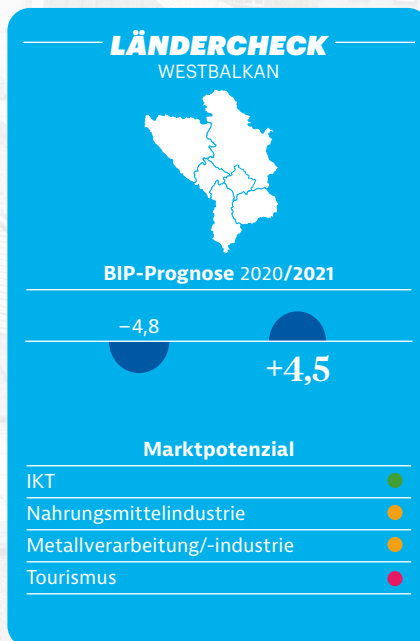 LÄNDERCHECK
WESTBALKAN
BIP-Prognose 2020/2021
–4,8
+4,5
Marktpotenzial
IKT
Nahrungsmittelindustrie
Metallverarbeitung/-industrie
Tourismus